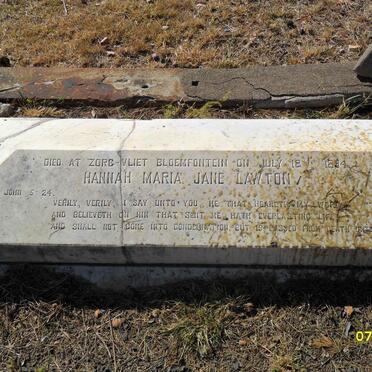 DIED AT ZORG-VLIET BLOEMFONTEIN ON JULY 12
HANNAH MARIA JANE LAWTON
JOHN 5: 24.
VERILY, VERILY, I SAY UNTO YOU, HE THAT HEARETH MY WORD
AND BELIEVETH ON HIM THAT SENT ME HATH EVERLASTING LIFE
AND SHALL NOT COME INTO CONDEMNATION BUT IS PASSED FROM
07